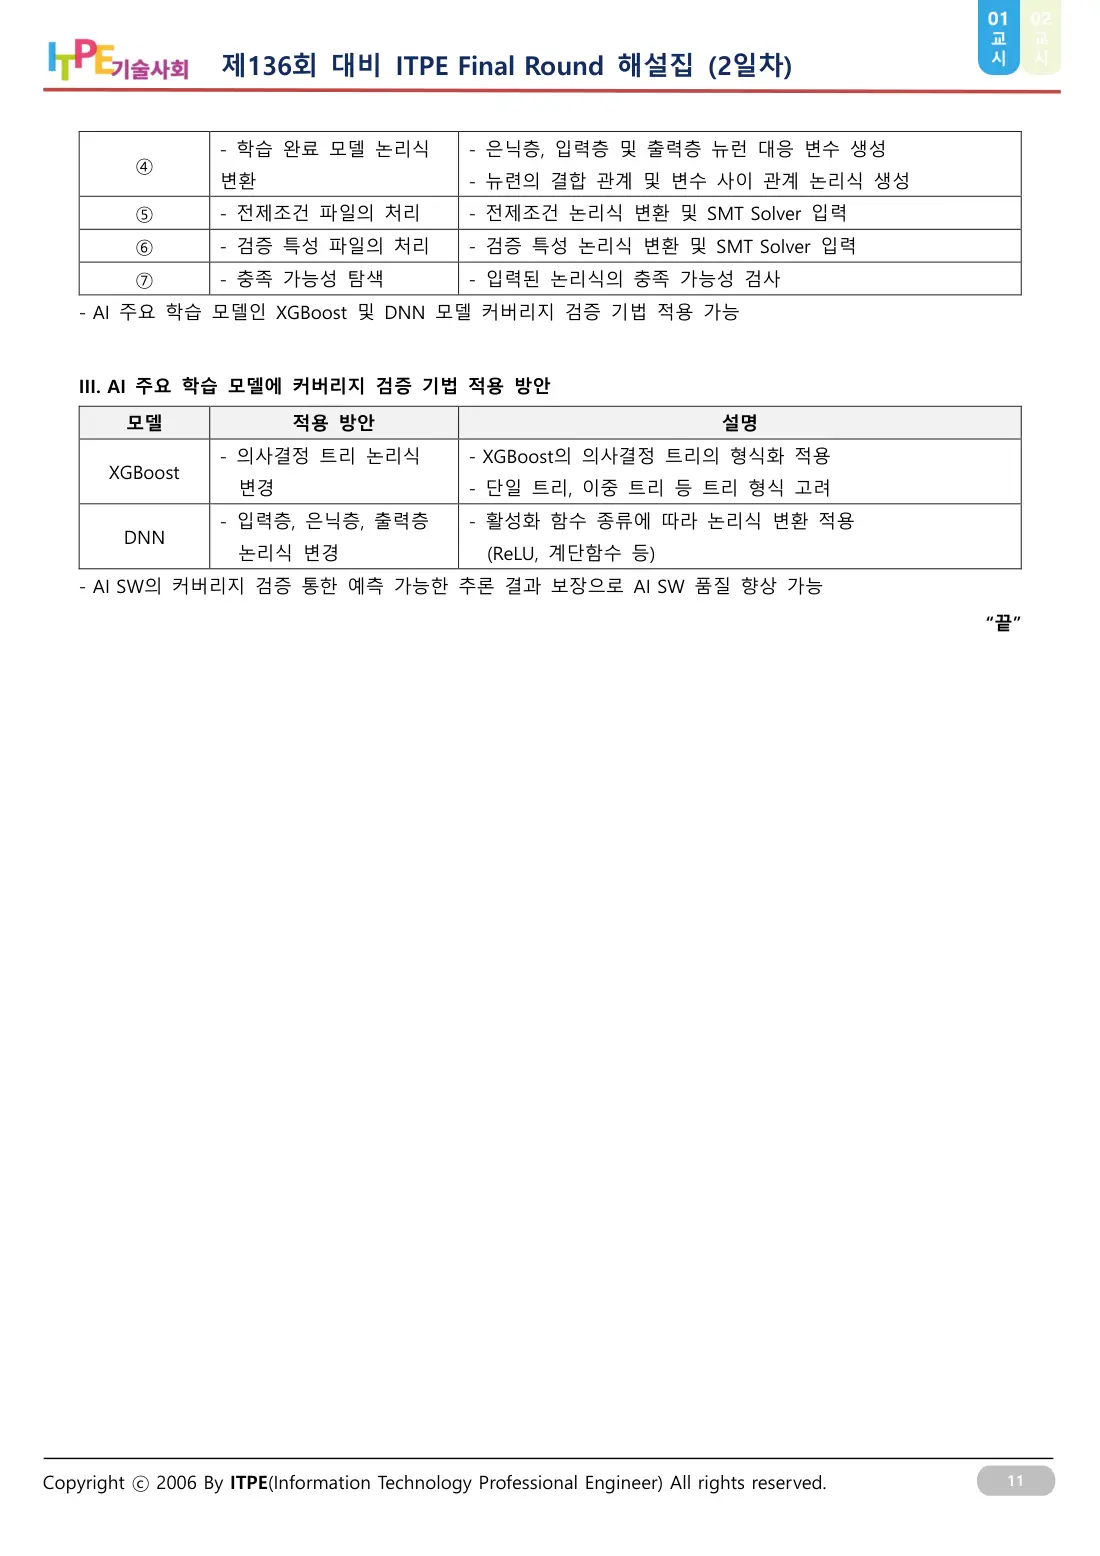 ITPE기술사회 제136회 대비 ITPE Final Round 해설집 (2일차)
01
교
시
02
교
시
④
- 학습 완료 모델 논리식
변환
- 은닉층, 입력층 및 출력층 뉴런 대응 변수 생성
- 뉴련의 결합 관계 및 변수 사이 관계 논리식 생성
⑤
- 전제조건 파일의 처리
- 전제조건 논리식 변환 및 SMT Solver 입력
⑥
- 검증 특성 파일의 처리
- 검증 특성 논리식 변환 및 SMT Solver 입력
⑦
- 충족 가능성 탐색
- 입력된 논리식의 충족 가능성 검사
- AI 주요 학습 모델인 XGBoost 및 DNN 모델 커버리지 검증 기법 적용 가능
III. AI 주요 학습 모델에 커버리지 검증 기법 적용 방안
모델 적용 방안 설명
XGBoost
- 의사결정 트리 논리식
변경
- XGBoost의 의사결정 트리의 형식화 적용
- 단일 트리, 이중 트리 등 트리 형식 고려
DNN
- 입력층, 은닉층, 출력층
논리식 변경
- 활성화 함수 종류에 따라 논리식 변환 적용
(ReLU, 계단함수 등)
- AI SW의 커버리지 검증 통한 예측 가능한 추론 결과 보장으로 AI SW 품질 향상 가능
“끝”
Copyright ⓒ 2006 By ITPE(Information Technology Professional Engineer) All rights reserved.
11